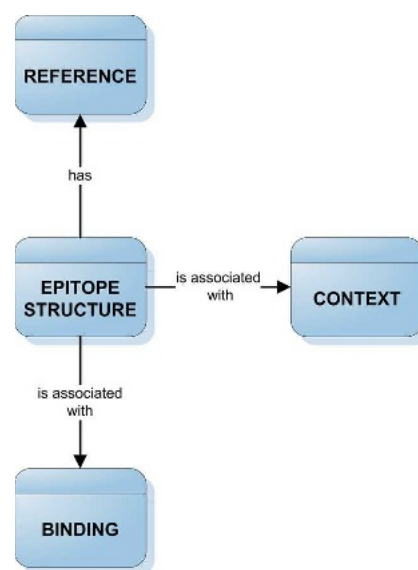 REFERENCE
has
EPITOPE
STRUCTURE
is associated
with
CONTEXT
is associated
with
BINDING